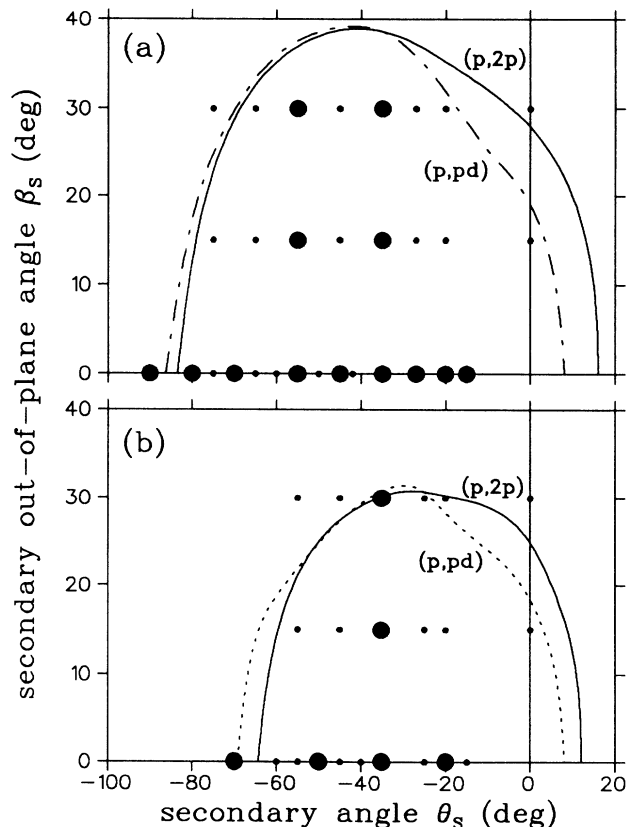 secondary out-of-plane angle βs (deg)
40
30
20
10
0
(a)
(p,2p)
(p,pd)
40
30
20
10
0
(b)
(p,2p)
(p,pd)
-100 -80 -60 -40 -20 0 20
secondary angle θs (deg)